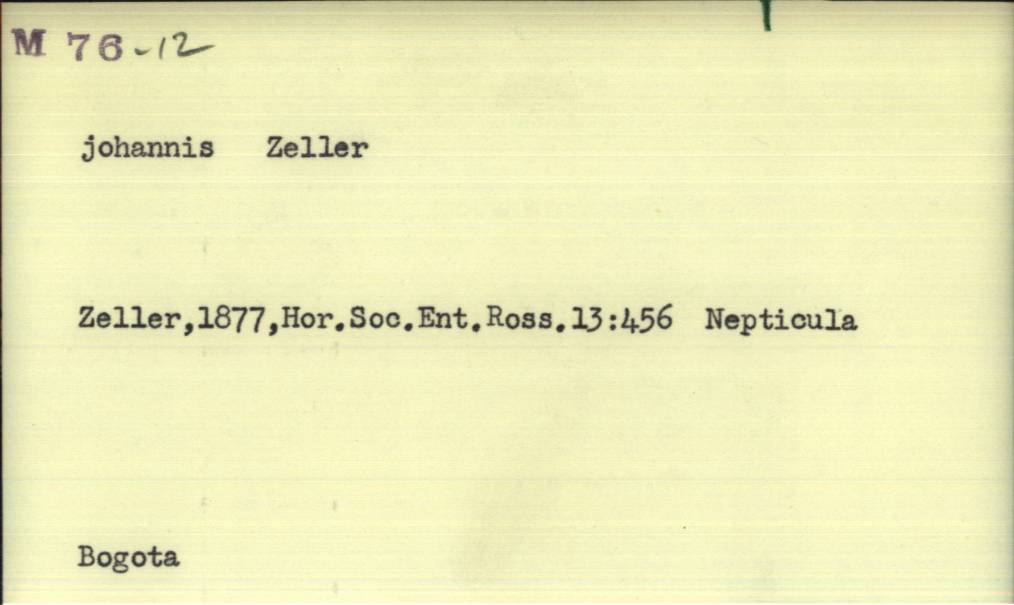 M 76-12
johannis Zeller
Zeller,1877,Hor.Soc.Ent.Ross.13:456 Nepticula
Bogota